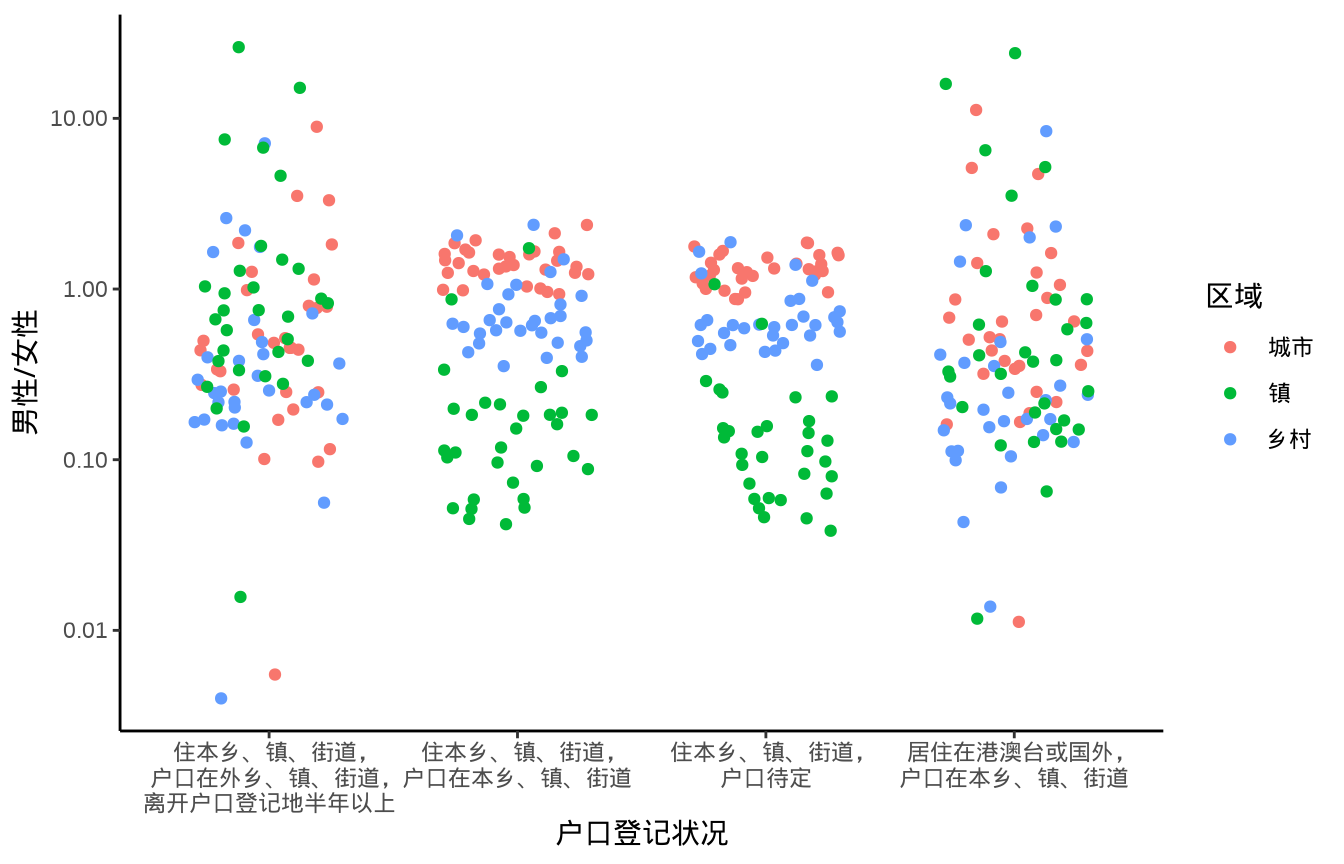 男性/女性
10.00
1.00
0.10
0.01
住本乡、镇、街道，
户口在外乡、镇、街道，
离开户口登记地半年以上
住本乡、镇、街道，
户口在本乡、镇、街道
住本乡、镇、街道，
户口待定
居住在港澳台或国外，
户口在本乡、镇、街道
户口登记状况
区域
城市
镇
乡村